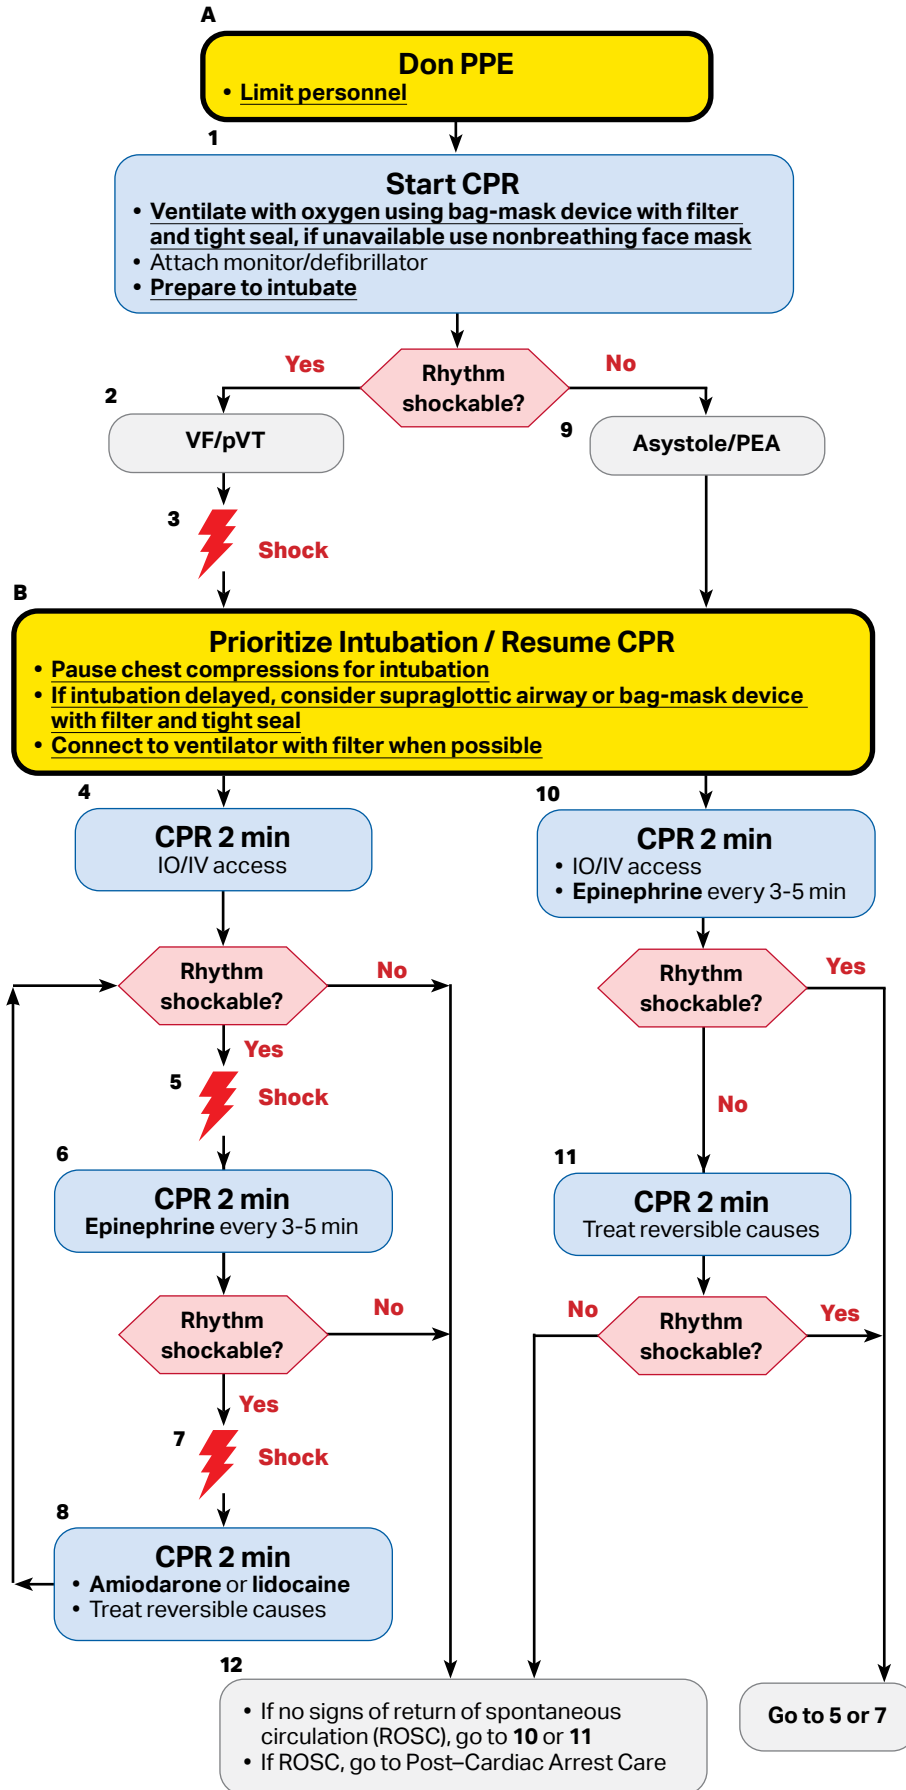 A
Don PPE
• Limit personnel
1
Start CPR
• Ventilate with oxygen using bag-mask device with filter
and tight seal, if unavailable use nonbreathing face mask
• Attach monitor/defibrillator
• Prepare to intubate
Rhythm
shockable?
Yes
No
2
VF/pVT
9
Asystole/PEA
3
Shock
B
Prioritize Intubation / Resume CPR
• Pause chest compressions for intubation
• If intubation delayed, consider supraglottic airway or bag-mask device
with filter and tight seal
• Connect to ventilator with filter when possible
4
CPR 2 min
IO/IV access
10
CPR 2 min
• IO/IV access
• Epinephrine every 3-5 min
Rhythm
shockable?
No
Yes
5
Shock
Rhythm
shockable?
Yes
No
6
CPR 2 min
Epinephrine every 3-5 min
11
CPR 2 min
Treat reversible causes
Rhythm
shockable?
No
Yes
7
Shock
No
Rhythm
shockable?
Yes
8
CPR 2 min
• Amiodarone or lidocaine
• Treat reversible causes
12
• If no signs of return of spontaneous
circulation (ROSC), go to 10 or 11
• If ROSC, go to Post–Cardiac Arrest Care
Go to 5 or 7